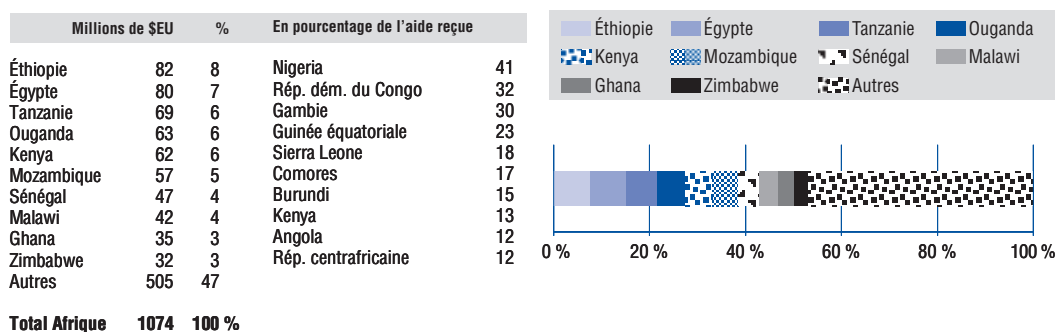 Millions de $EU %
Éthiopie 82 8
Égypte 80 7
Tanzanie 69 6
Ouganda 63 6
Kenya 62 6
Mozambique 57 5
Sénégal 47 4
Malawi 42 4
Ghana 35 3
Zimbabwe 32 3
Autres 505 47
Total Afrique 1074 100 %
En pourcentage de l'aide reçue
Nigeria 41
Rép. dém. du Congo 32
Gambie 30
Guinée équatoriale 23
Sierra Leone 18
Comores 17
Burundi 15
Kenya 13
Angola 12
Rép. centrafricaine 12
Éthiopie Égypte Tanzanie Ouganda
Kenya Mozambique Sénégal Malawi
Ghana Zimbabwe Autres
0 % 20 % 40 % 60 % 80 % 100 %